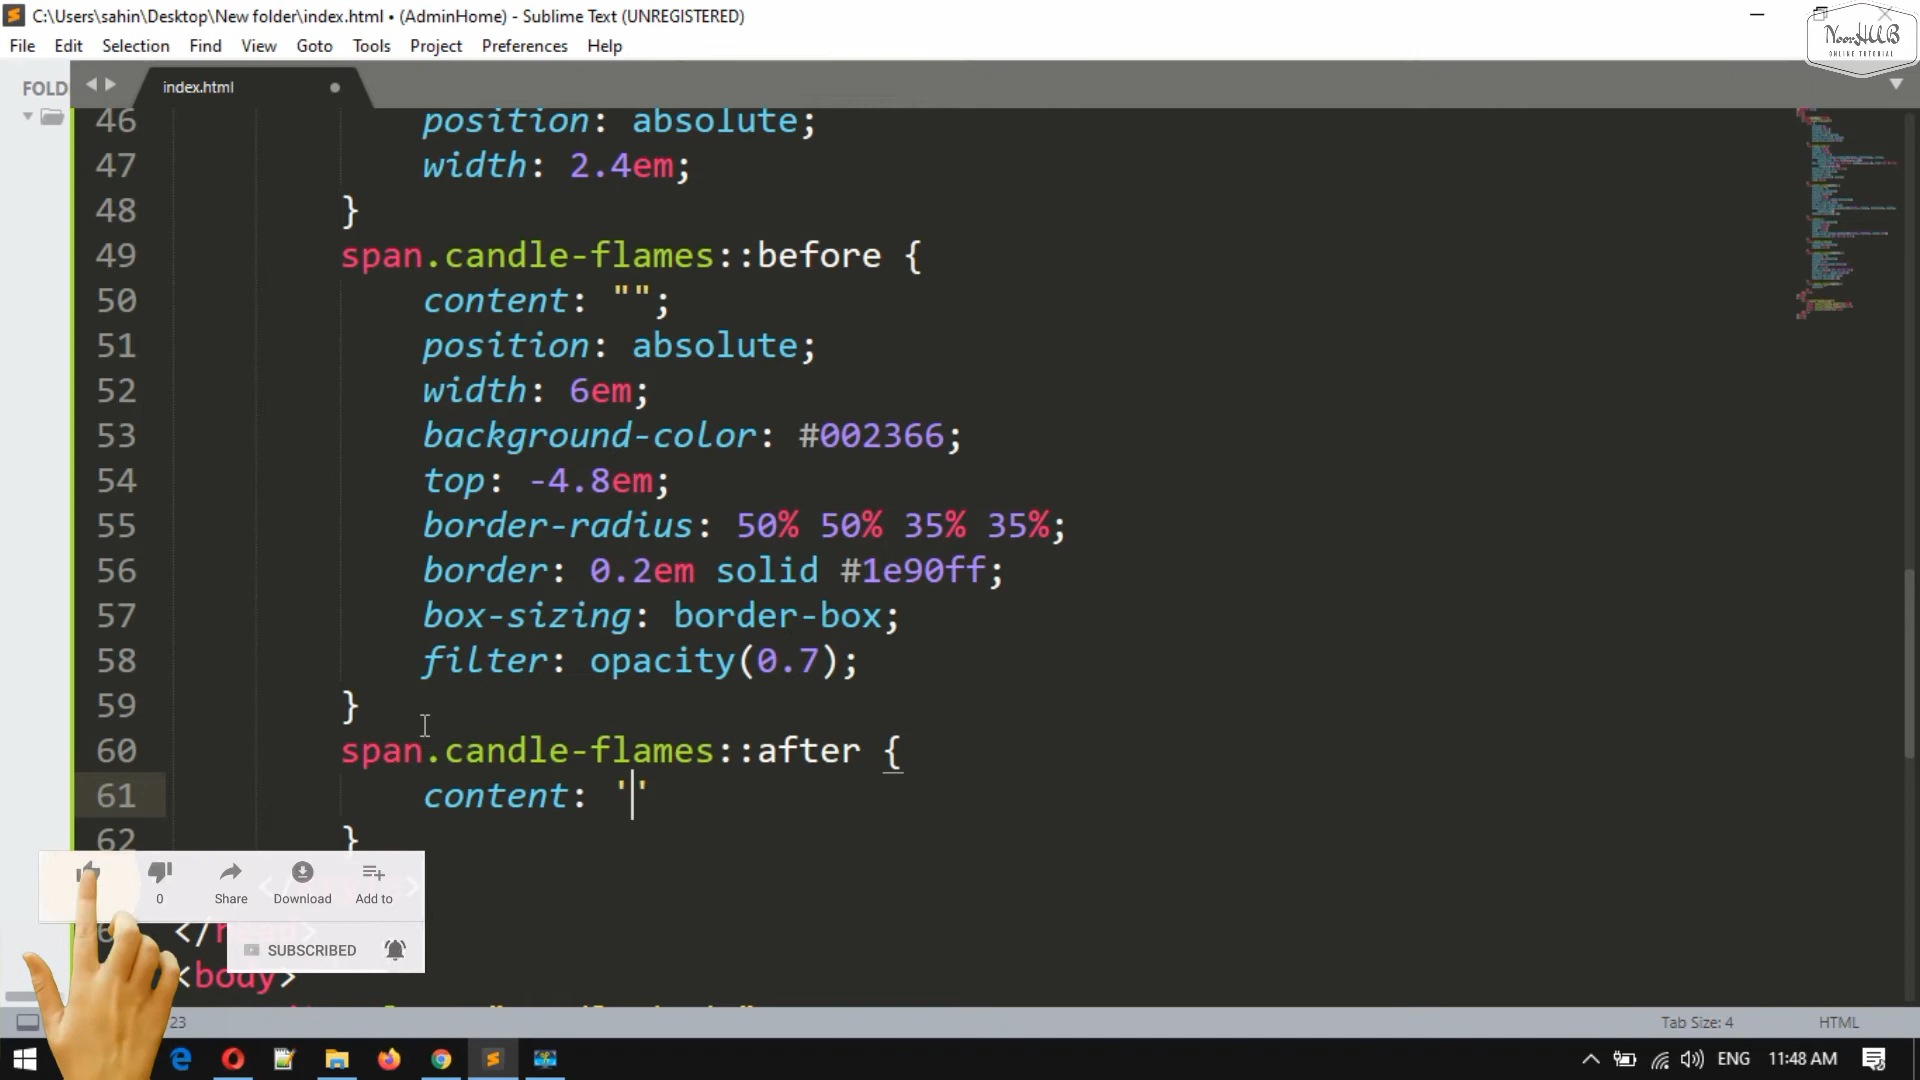 C:\Users\sahin\Desktop\New folder\index.html • (AdminHome) - Sublime Text (UNREGISTERED)
NoorHUB
ONLINE TUTORIAL
File Edit Selection Find View Goto Tools Project Preferences Help
FOLD
index.html
46 position: absolute;
47 width: 2.4em;
48 }
49 span.candle-flames::before {
50 content: "";
51 position: absolute;
52 width: 6em;
53 background-color: #002366;
54 top: -4.8em;
55 border-radius: 50% 50% 35% 35%;
56 border: 0.2em solid #1e90ff;
57 box-sizing: border-box;
58 filter: opacity(0.7);
59 }
60 span.candle-flames::after {
61 content: ''
62 }
0 Share Download Add to
</head>
SUBSCRIBED
<body>
23 Tab Size: 4 HTML
ENG 11:48 AM